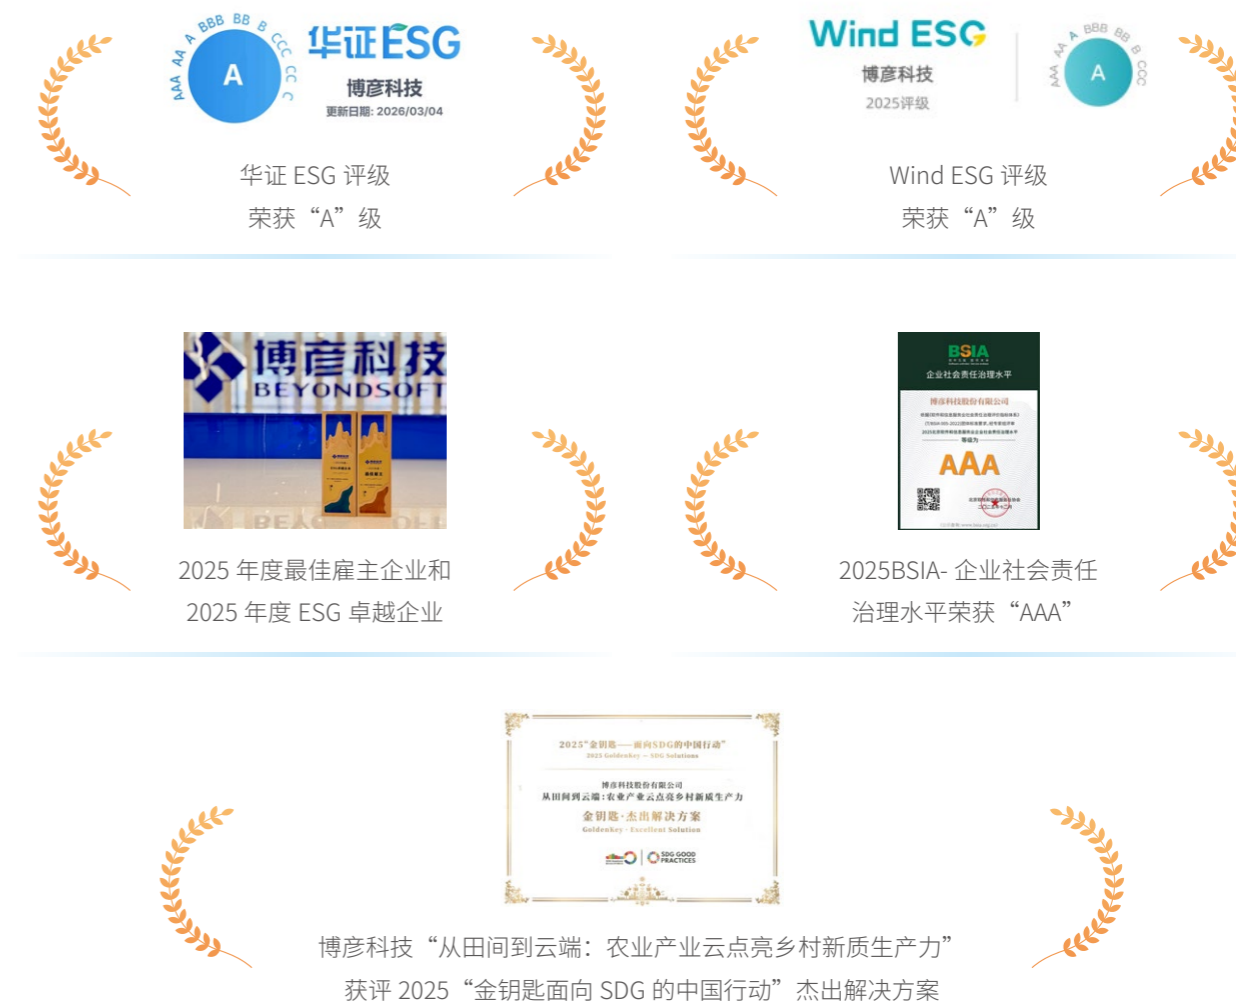 AAA AA A BBB BB B CCC CC C
A
华证ESG
博彦科技
更新日期: 2026/03/04
华证 ESG 评级
荣获“A”级
Wind ESG
博彦科技
2025评级
AAA AA A BBB BB B CCC
A
Wind ESG 评级
荣获“A”级
博彦科技
BEYONDSOFT
2025 年度最佳雇主企业和
2025 年度 ESG 卓越企业
BSIA
企业社会责任治理水平
博彦科技股份有限公司
等级为
AAA
2025BSIA- 企业社会责任
治理水平荣获“AAA”
2025“金钥匙——面向SDG的中国行动”
2025 GoldenKey — SDG Solutions
博彦科技股份有限公司
从田间到云端:农业产业云点亮乡村新质生产力
金钥匙·杰出解决方案
GoldenKey · Excellent Solution
SDG GOOD
PRACTICES
博彦科技“从田间到云端：农业产业云点亮乡村新质生产力”
获评 2025“金钥匙面向 SDG 的中国行动”杰出解决方案